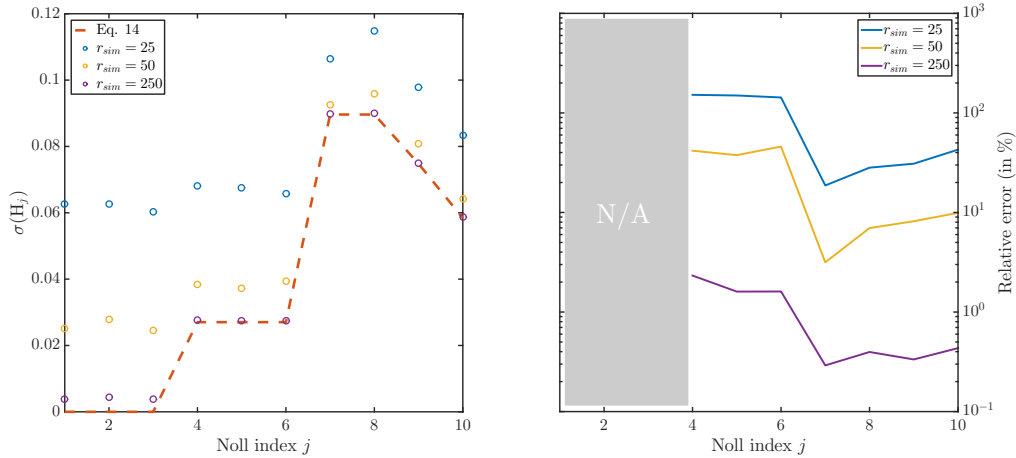 0.12
0.1
0.08
0.06
0.04
0.02
0
σ(H_j)
Eq. 14
r_sim = 25
r_sim = 50
r_sim = 250
2 4 6 8 10
Noll index j
N/A
r_sim = 25
r_sim = 50
r_sim = 250
10^3
10^2
10^1
10^0
10^-1
Relative error (in %)
2 4 6 8 10
Noll index j